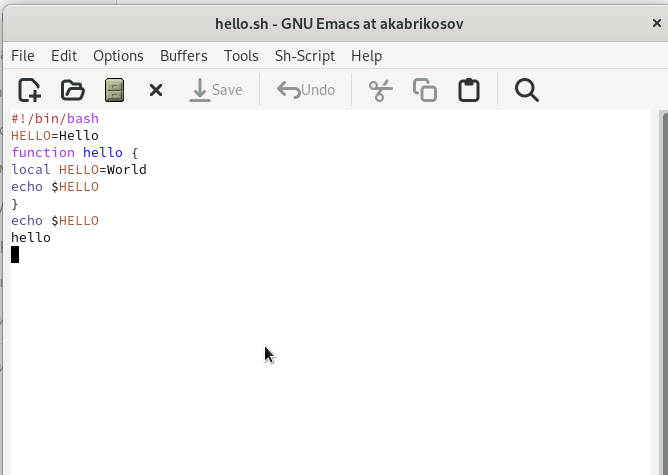 hello.sh - GNU Emacs at akabrikosov
File Edit Options Buffers Tools Sh-Script Help
Save Undo
#!/bin/bash
HELLO=Hello
function hello {
local HELLO=World
echo $HELLO
}
echo $HELLO
hello